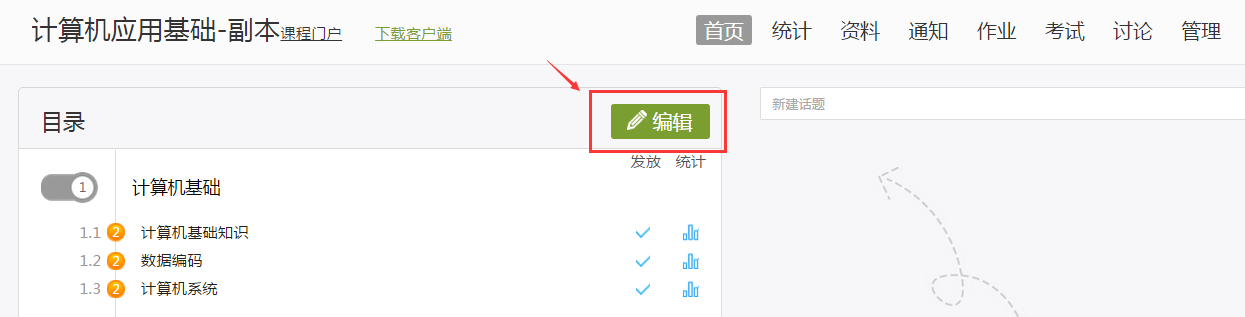 计算机应用基础-副本课程门户 下载客户端 首页 统计 资料 通知 作业 考试 讨论 管理
目录 编辑 新建话题
发放 统计
1 计算机基础
1.1 2 计算机基础知识
1.2 2 数据编码
1.3 2 计算机系统